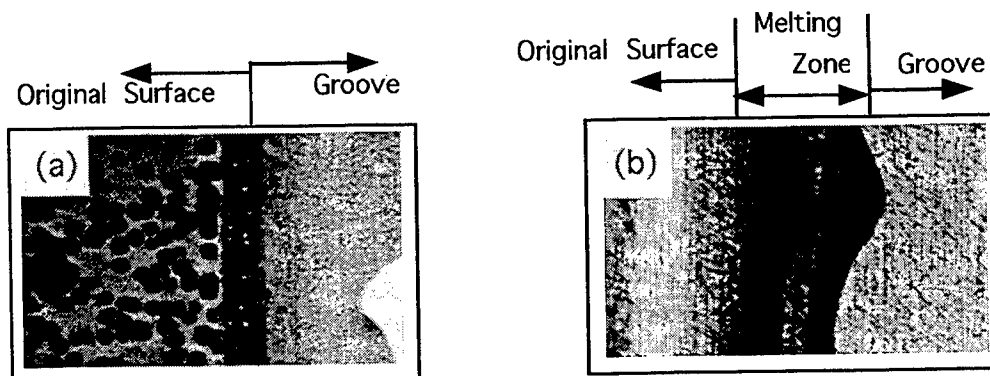 Original Surface
Groove
(a)
Melting
Original Surface
Zone
Groove
(b)